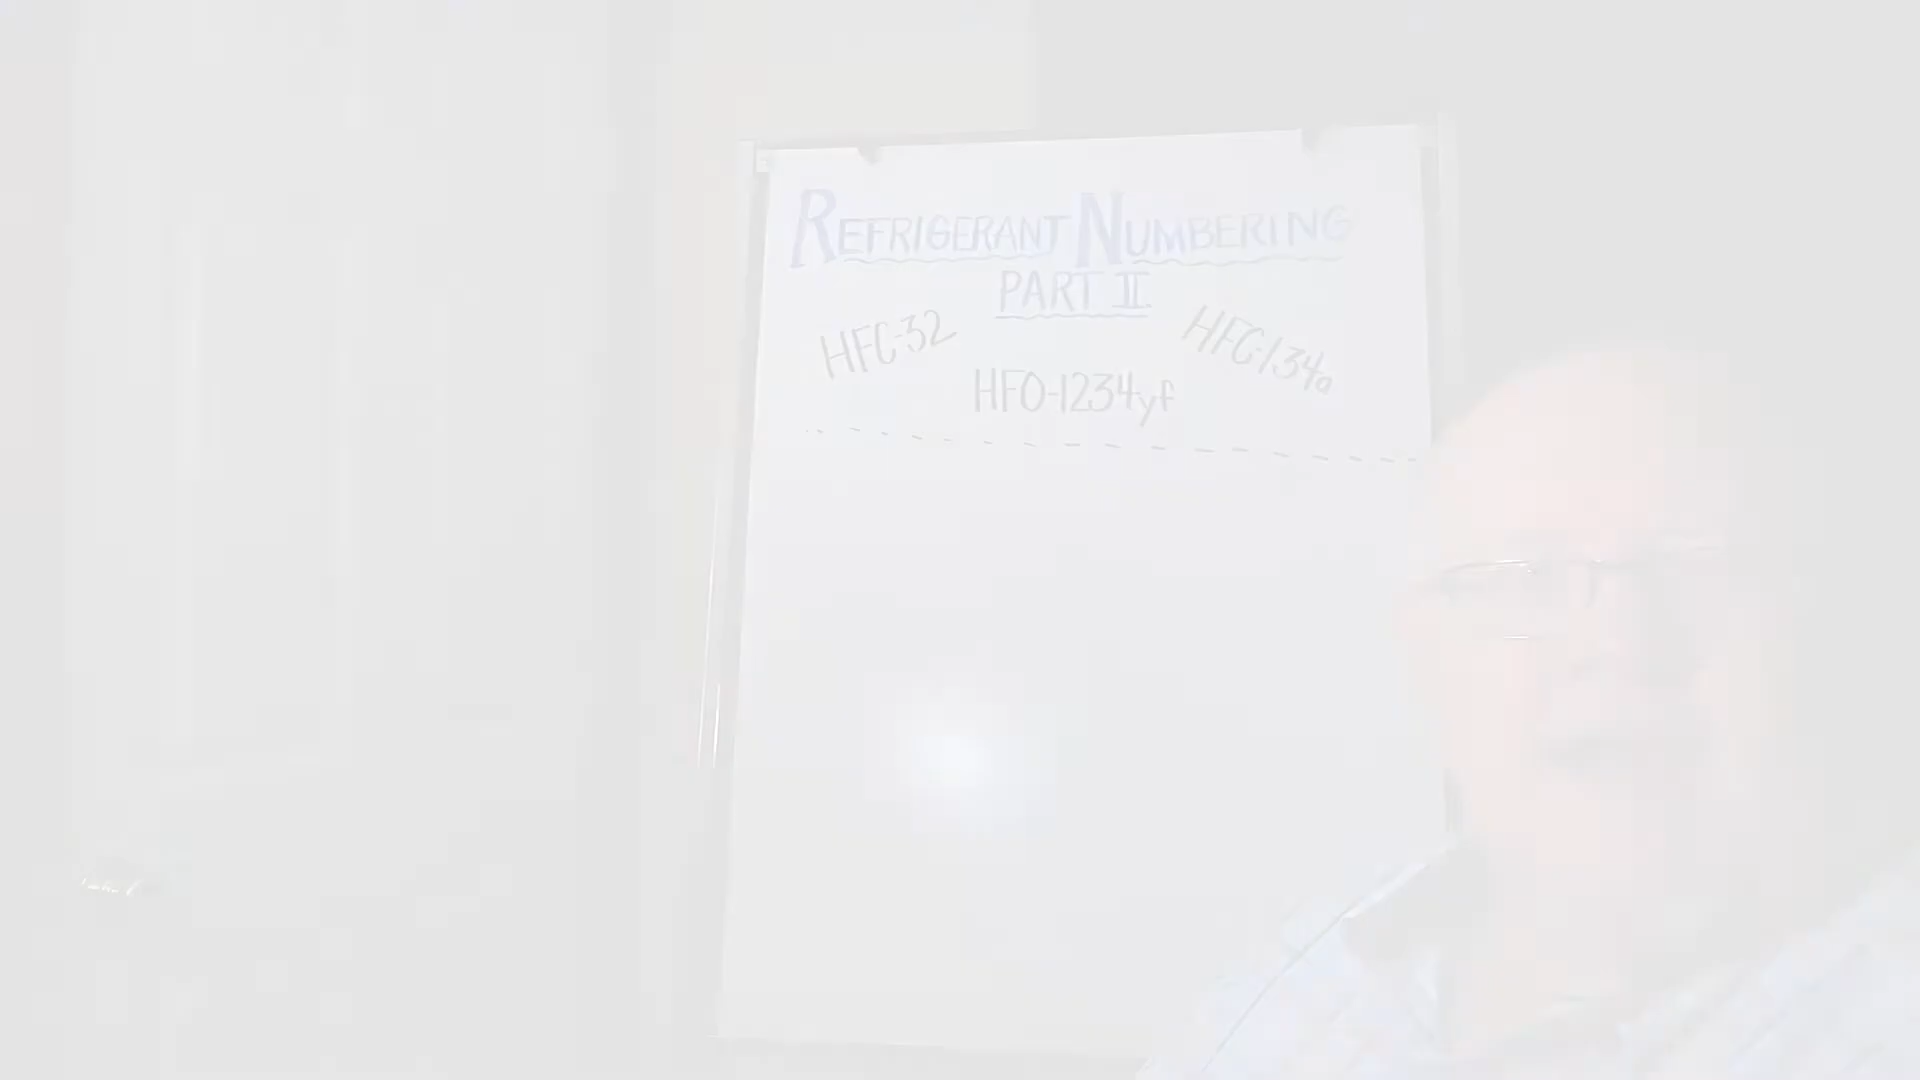 REFRIGERANT NUMBERING
PART II
HFC-32
HFC-134a
HFO-1234yf